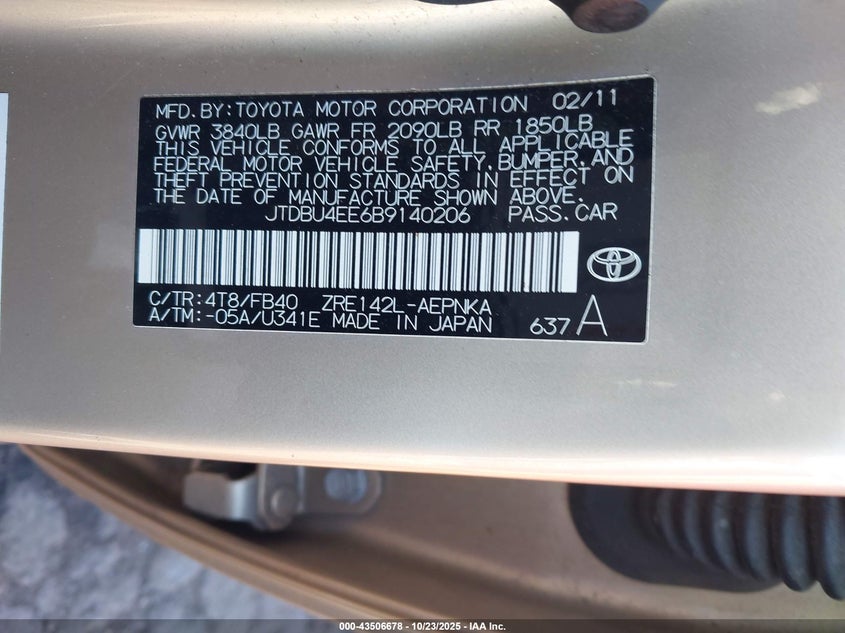 MFD.BY:TOYOTA MOTOR CORPORATION 02/11
GVWR 3840LB GAWR FR 2090LB RR 1850LB
THIS VEHICLE CONFORMS TO ALL APPLICABLE
FEDERAL MOTOR VEHICLE SAFETY,BUMPER,AND
THEFT PREVENTION STANDARDS IN EFFECT ON
THE DATE OF MANUFACTURE SHOWN ABOVE.
JTDBU4EE6B9140206 PASS.CAR
C/TR:4T8/FB40 ZRE142L-AEPNKA
A/TM:-05A/U341E MADE IN JAPAN 637A
000-43506678 - 10/23/2025 - IAA Inc.